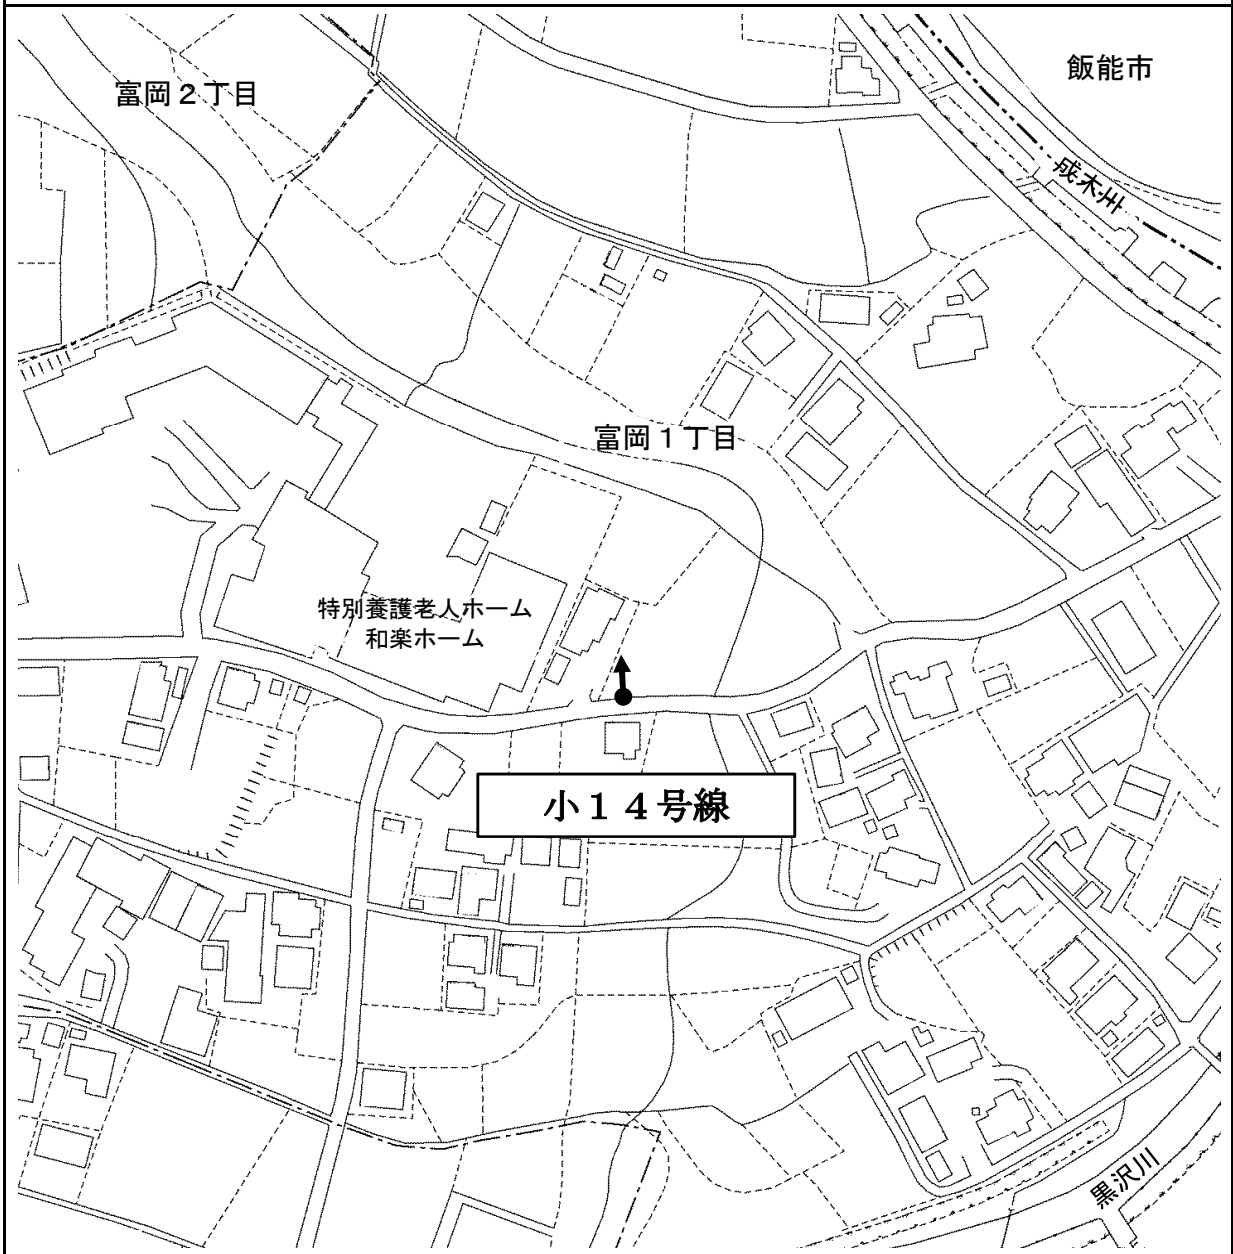 富岡２丁目
飯能市
成木川
富岡１丁目
特別養護老人ホーム
和楽ホーム
小１４号線
黒沢川